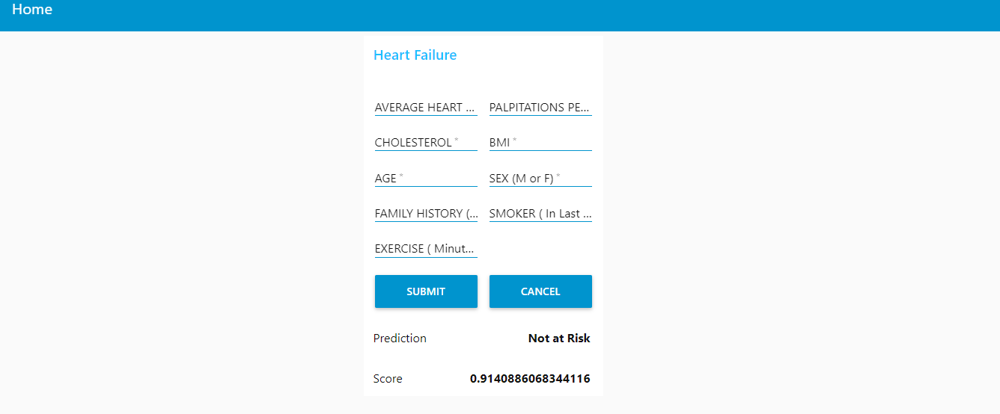 Home
Heart Failure
AVERAGE HEART ... PALPITATIONS PE...
CHOLESTEROL * BMI *
AGE * SEX (M or F) *
FAMILY HISTORY (... SMOKER ( In Last ...
EXERCISE ( Minut...
SUBMIT CANCEL
Prediction Not at Risk
Score 0.9140886068344116